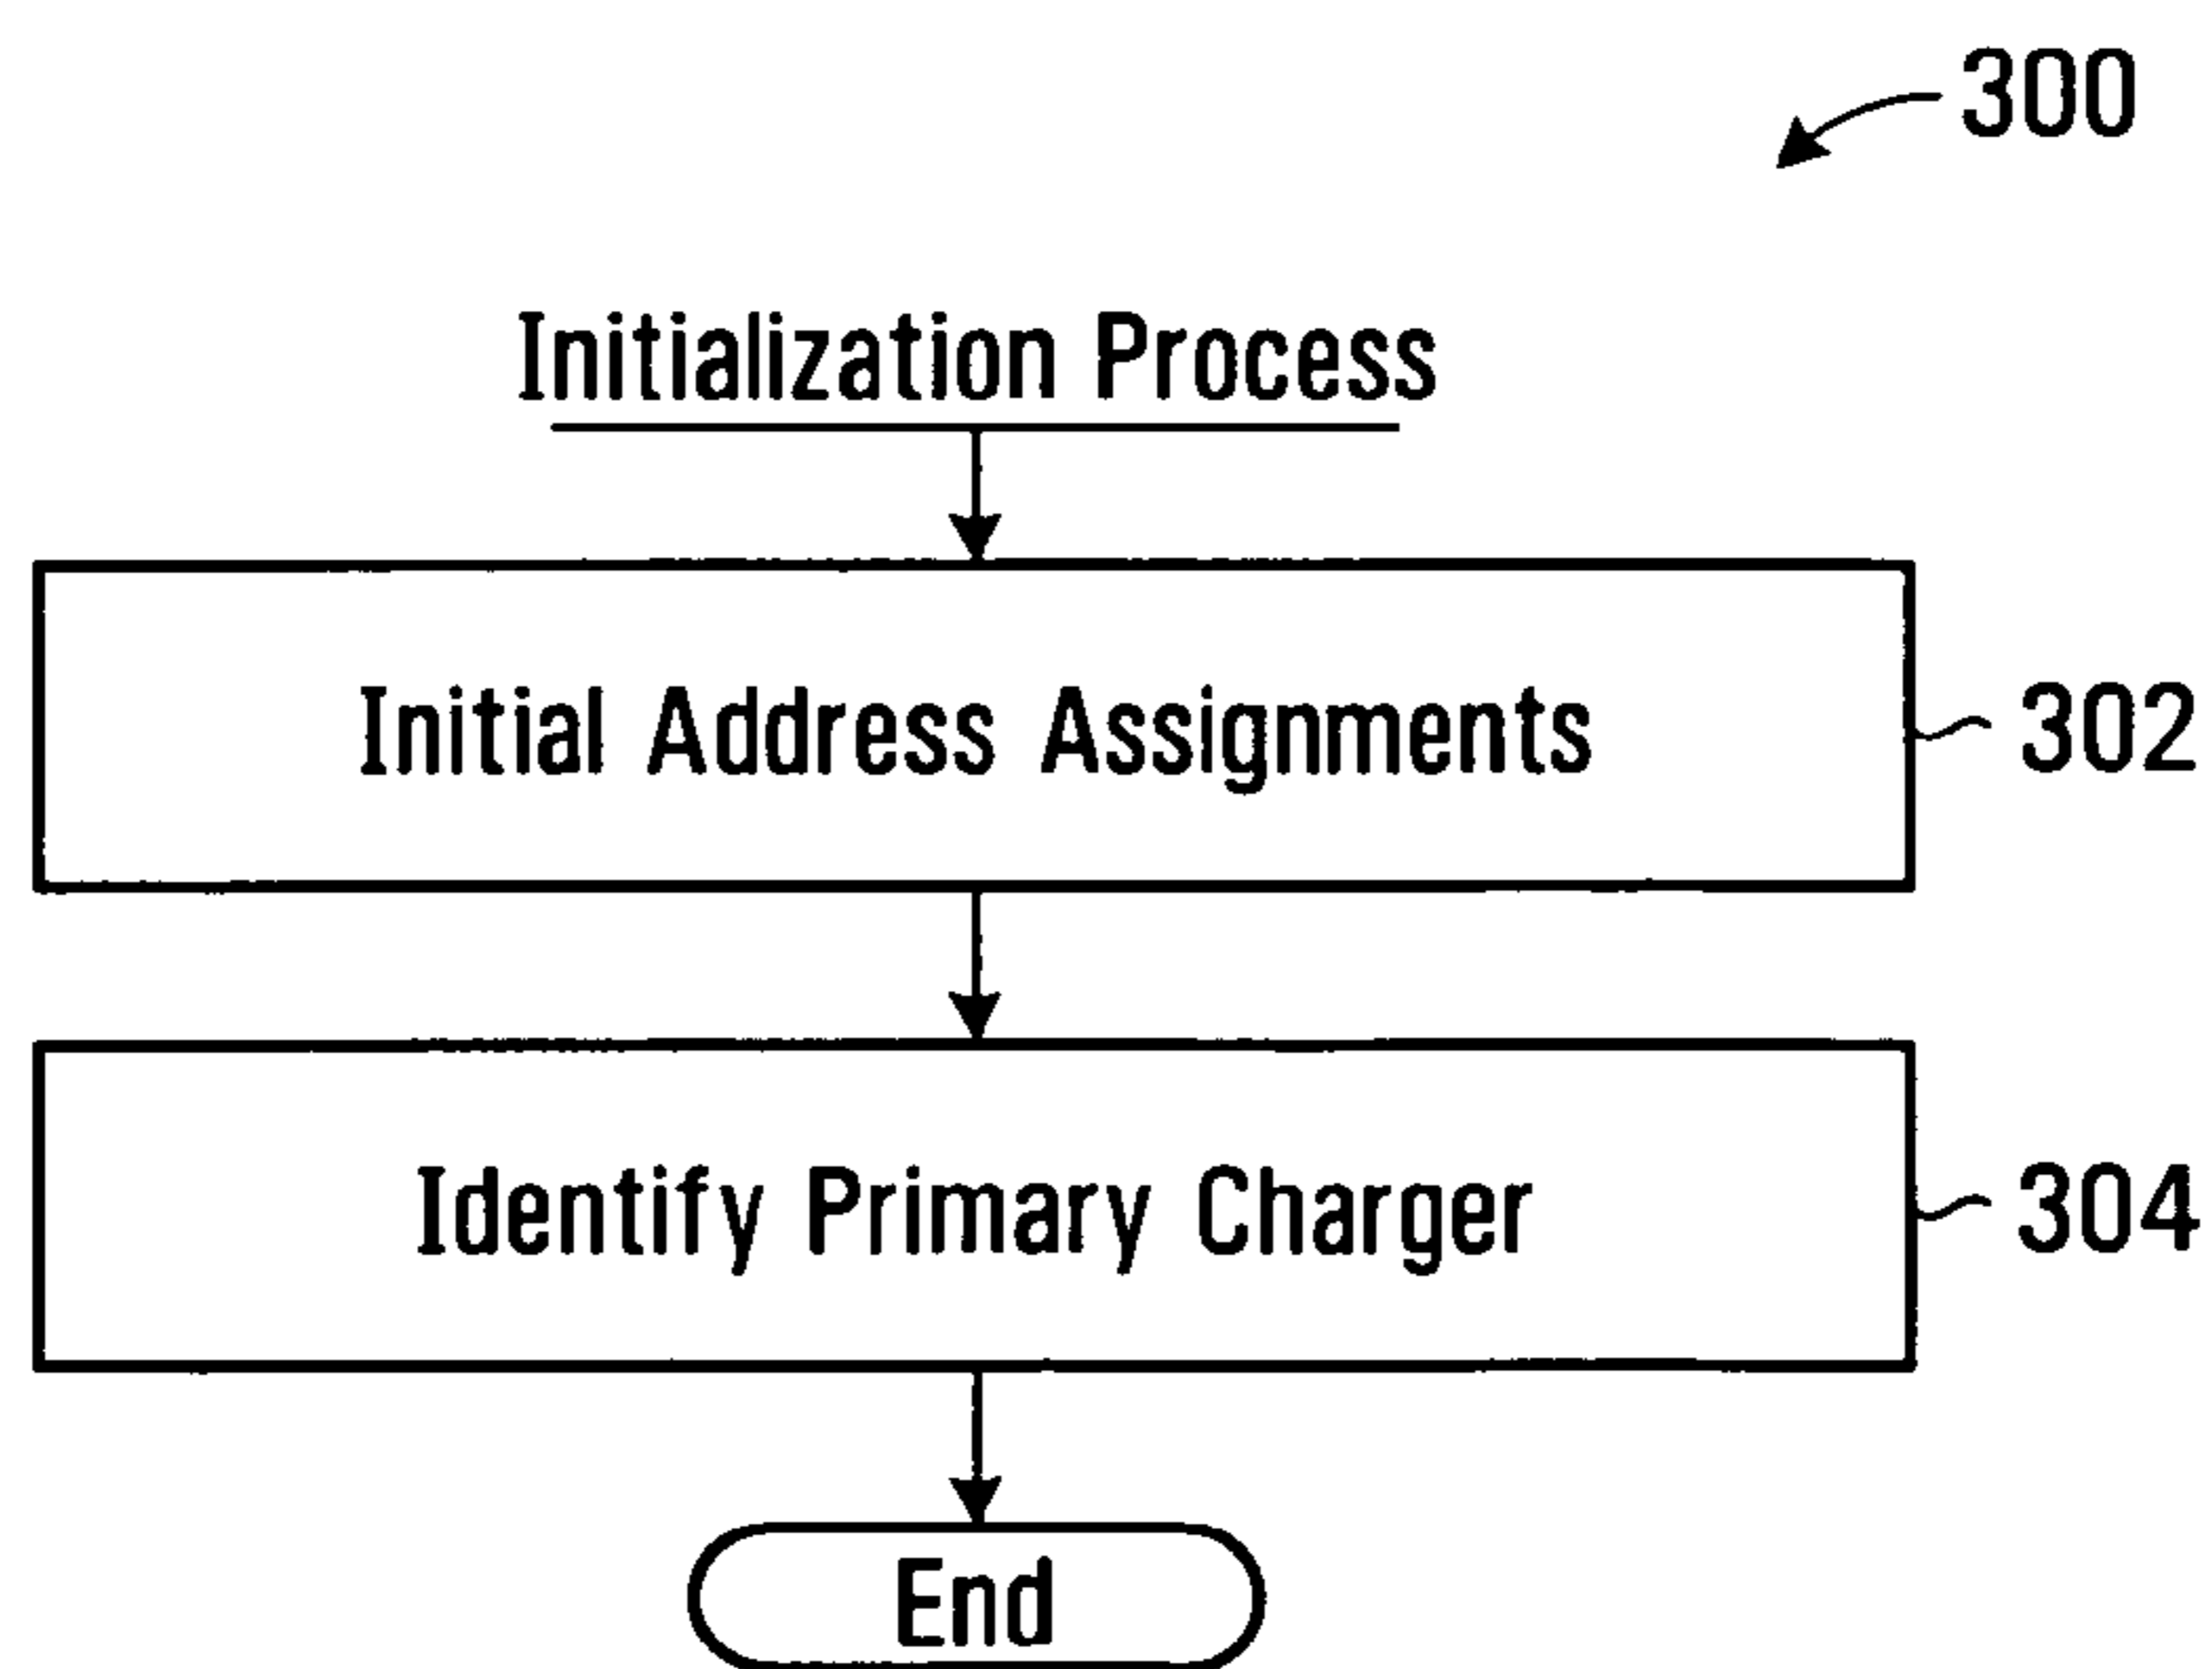 300
Initialization Process
Initial Address Assignments
302
Identify Primary Charger
304
End